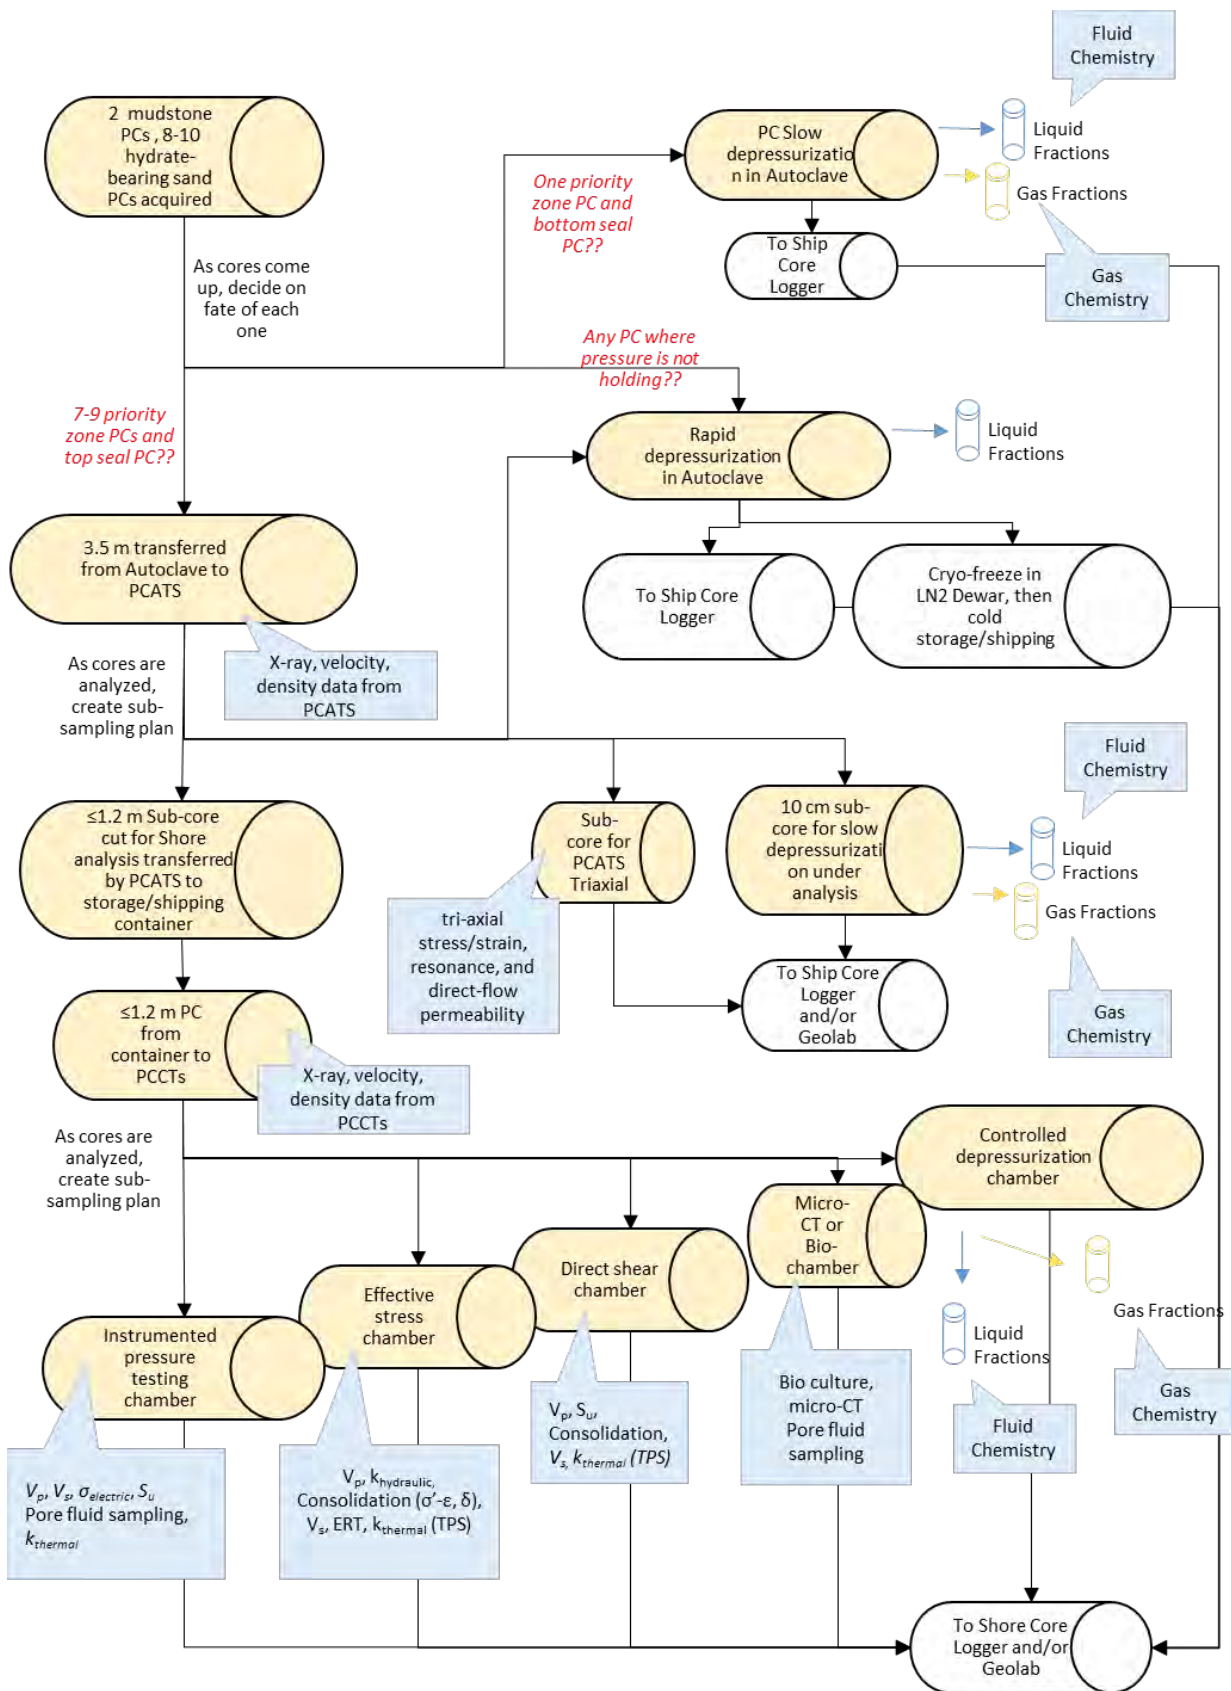 2 mudstone
PCs , 8-10
hydrate-
bearing sand
PCs acquired
As cores come
up, decide on
fate of each
one
One priority
zone PC and
bottom seal
PC??
PC Slow
depressurizatio
n in Autoclave
Fluid
Chemistry
Liquid
Fractions
Gas Fractions
To Ship
Core
Logger
Gas
Chemistry
Any PC where
pressure is not
holding??
7-9 priority
zone PCs and
top seal PC??
Rapid
depressurization
in Autoclave
Liquid
Fractions
3.5 m transferred
from Autoclave to
PCATS
To Ship Core
Logger
Cryo-freeze in
LN2 Dewar, then
cold
storage/shipping
X-ray, velocity,
density data from
PCATS
As cores are
analyzed,
create sub-
sampling plan
≤1.2 m Sub-core
cut for Shore
analysis transferred
by PCATS to
storage/shipping
container
Sub-
core for
PCATS
Triaxial
10 cm sub-
core for slow
depressurizati
on under
analysis
Fluid
Chemistry
Liquid
Fractions
Gas Fractions
tri-axial
stress/strain,
resonance, and
direct-flow
permeability
To Ship Core
Logger
and/or
Geolab
Gas
Chemistry
≤1.2 m PC
from
container to
PCCTs
X-ray, velocity,
density data from
PCCTs
As cores are
analyzed,
create sub-
sampling plan
Controlled
depressurization
chamber
Micro-
CT or
Bio-
chamber
Direct shear
chamber
Effective
stress
chamber
Instrumented
pressure
testing
chamber
Liquid
Fractions
Gas Fractions
Fluid
Chemistry
Gas
Chemistry
Bio culture,
micro-CT
Pore fluid
sampling
Vp, Su,
Consolidation,
Vs, kthermal (TPS)
Vp, khydraulic,
Consolidation (σ'-ε, δ),
Vs, ERT, kthermal (TPS)
Vp, Vs, σelectric, Su
Pore fluid sampling,
kthermal
To Shore Core
Logger and/or
Geolab